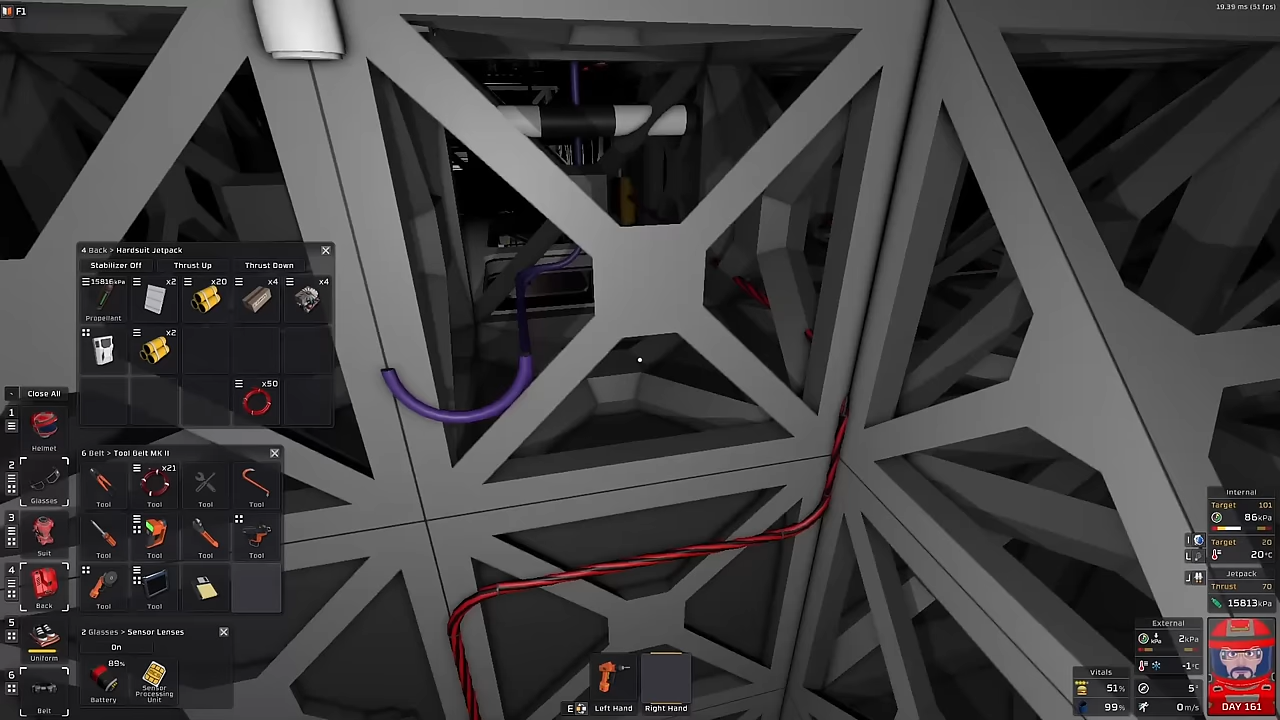 F1
19.39 ms (51 fps)
4 Back > Hardsuit Jetpack
Stabilizer Off
Thrust Up
Thrust Down
15816kPa
x2
x20
x4
x4
Propellant
x2
x50
Close All
1
Helmet
2
Glasses
3
Suit
4
Back
5
Uniform
6
Belt
6 Belt > Tool Belt MK II
x21
Tool
Tool
Tool
Tool
Tool
Tool
Tool
Tool
Tool
Tool
2 Glasses > Sensor Lenses
On
89%
Battery
Sensor
Processing
Unit
E
Left Hand
Right Hand
Internal
Target 101
86kPa
Target 20
20°C
Jetpack
Thrust 70
15813kPa
External
kPa
2kPa
-1°C
5°
0m/s
Vitals
51%
99%
DAY 161